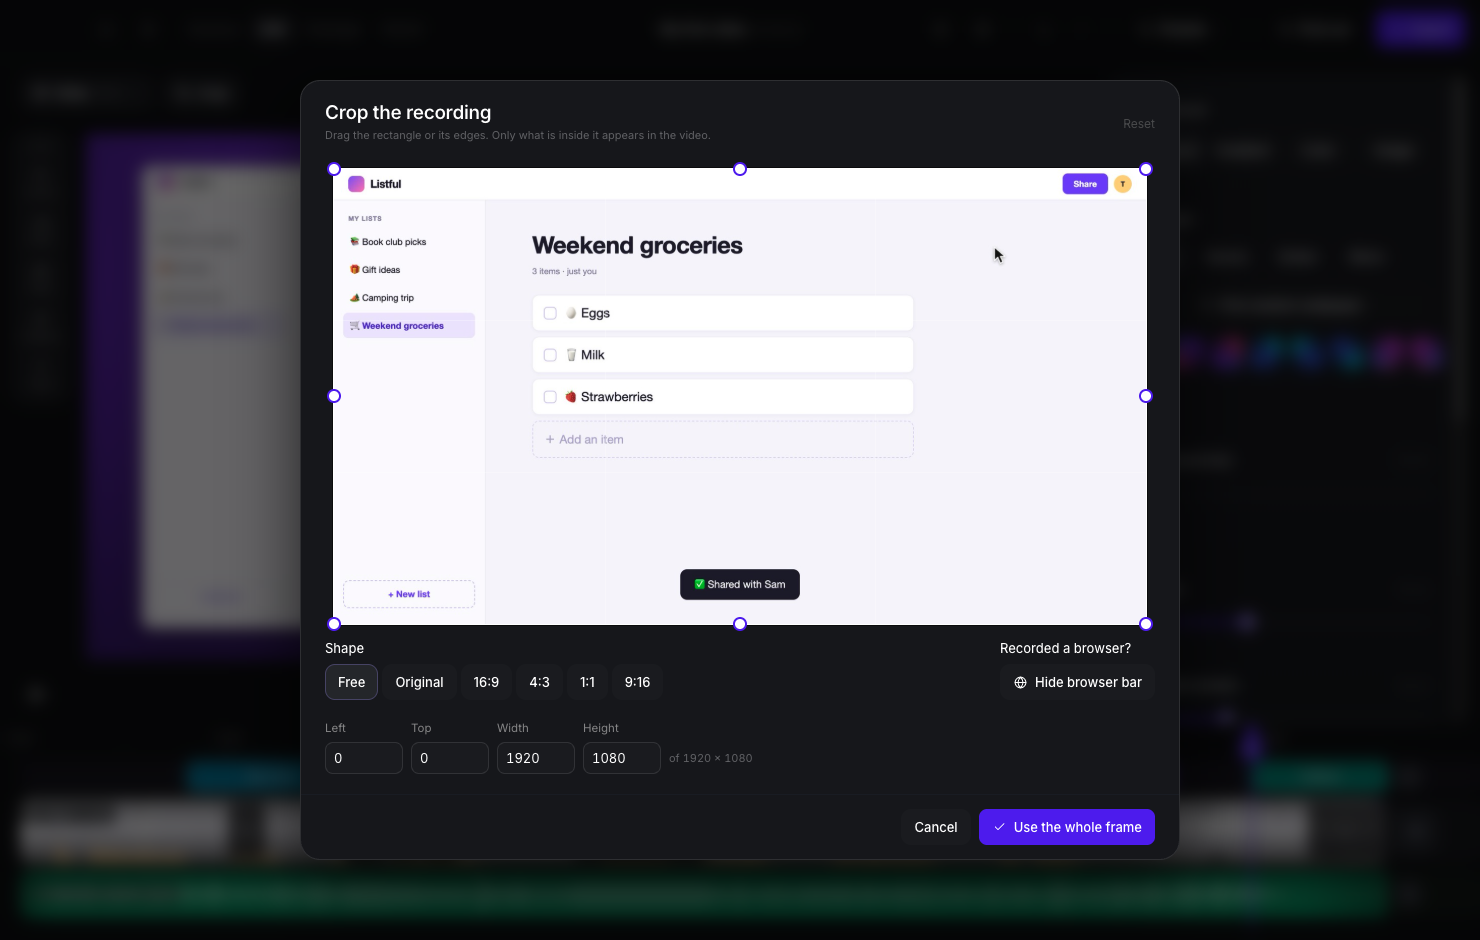 Crop the recording
Drag the rectangle or its edges. Only what is inside it appears in the video.
Reset
Listful
Share
T
MY LISTS
Book club picks
Gift ideas
Camping trip
Weekend groceries
+ New list
Weekend groceries
3 items · just you
Eggs
Milk
Strawberries
+ Add an item
Shared with Sam
Shape
Recorded a browser?
Free
Original
16:9
4:3
1:1
9:16
Hide browser bar
Left
Top
Width
Height
0
0
1920
1080
of 1920 × 1080
Cancel
Use the whole frame